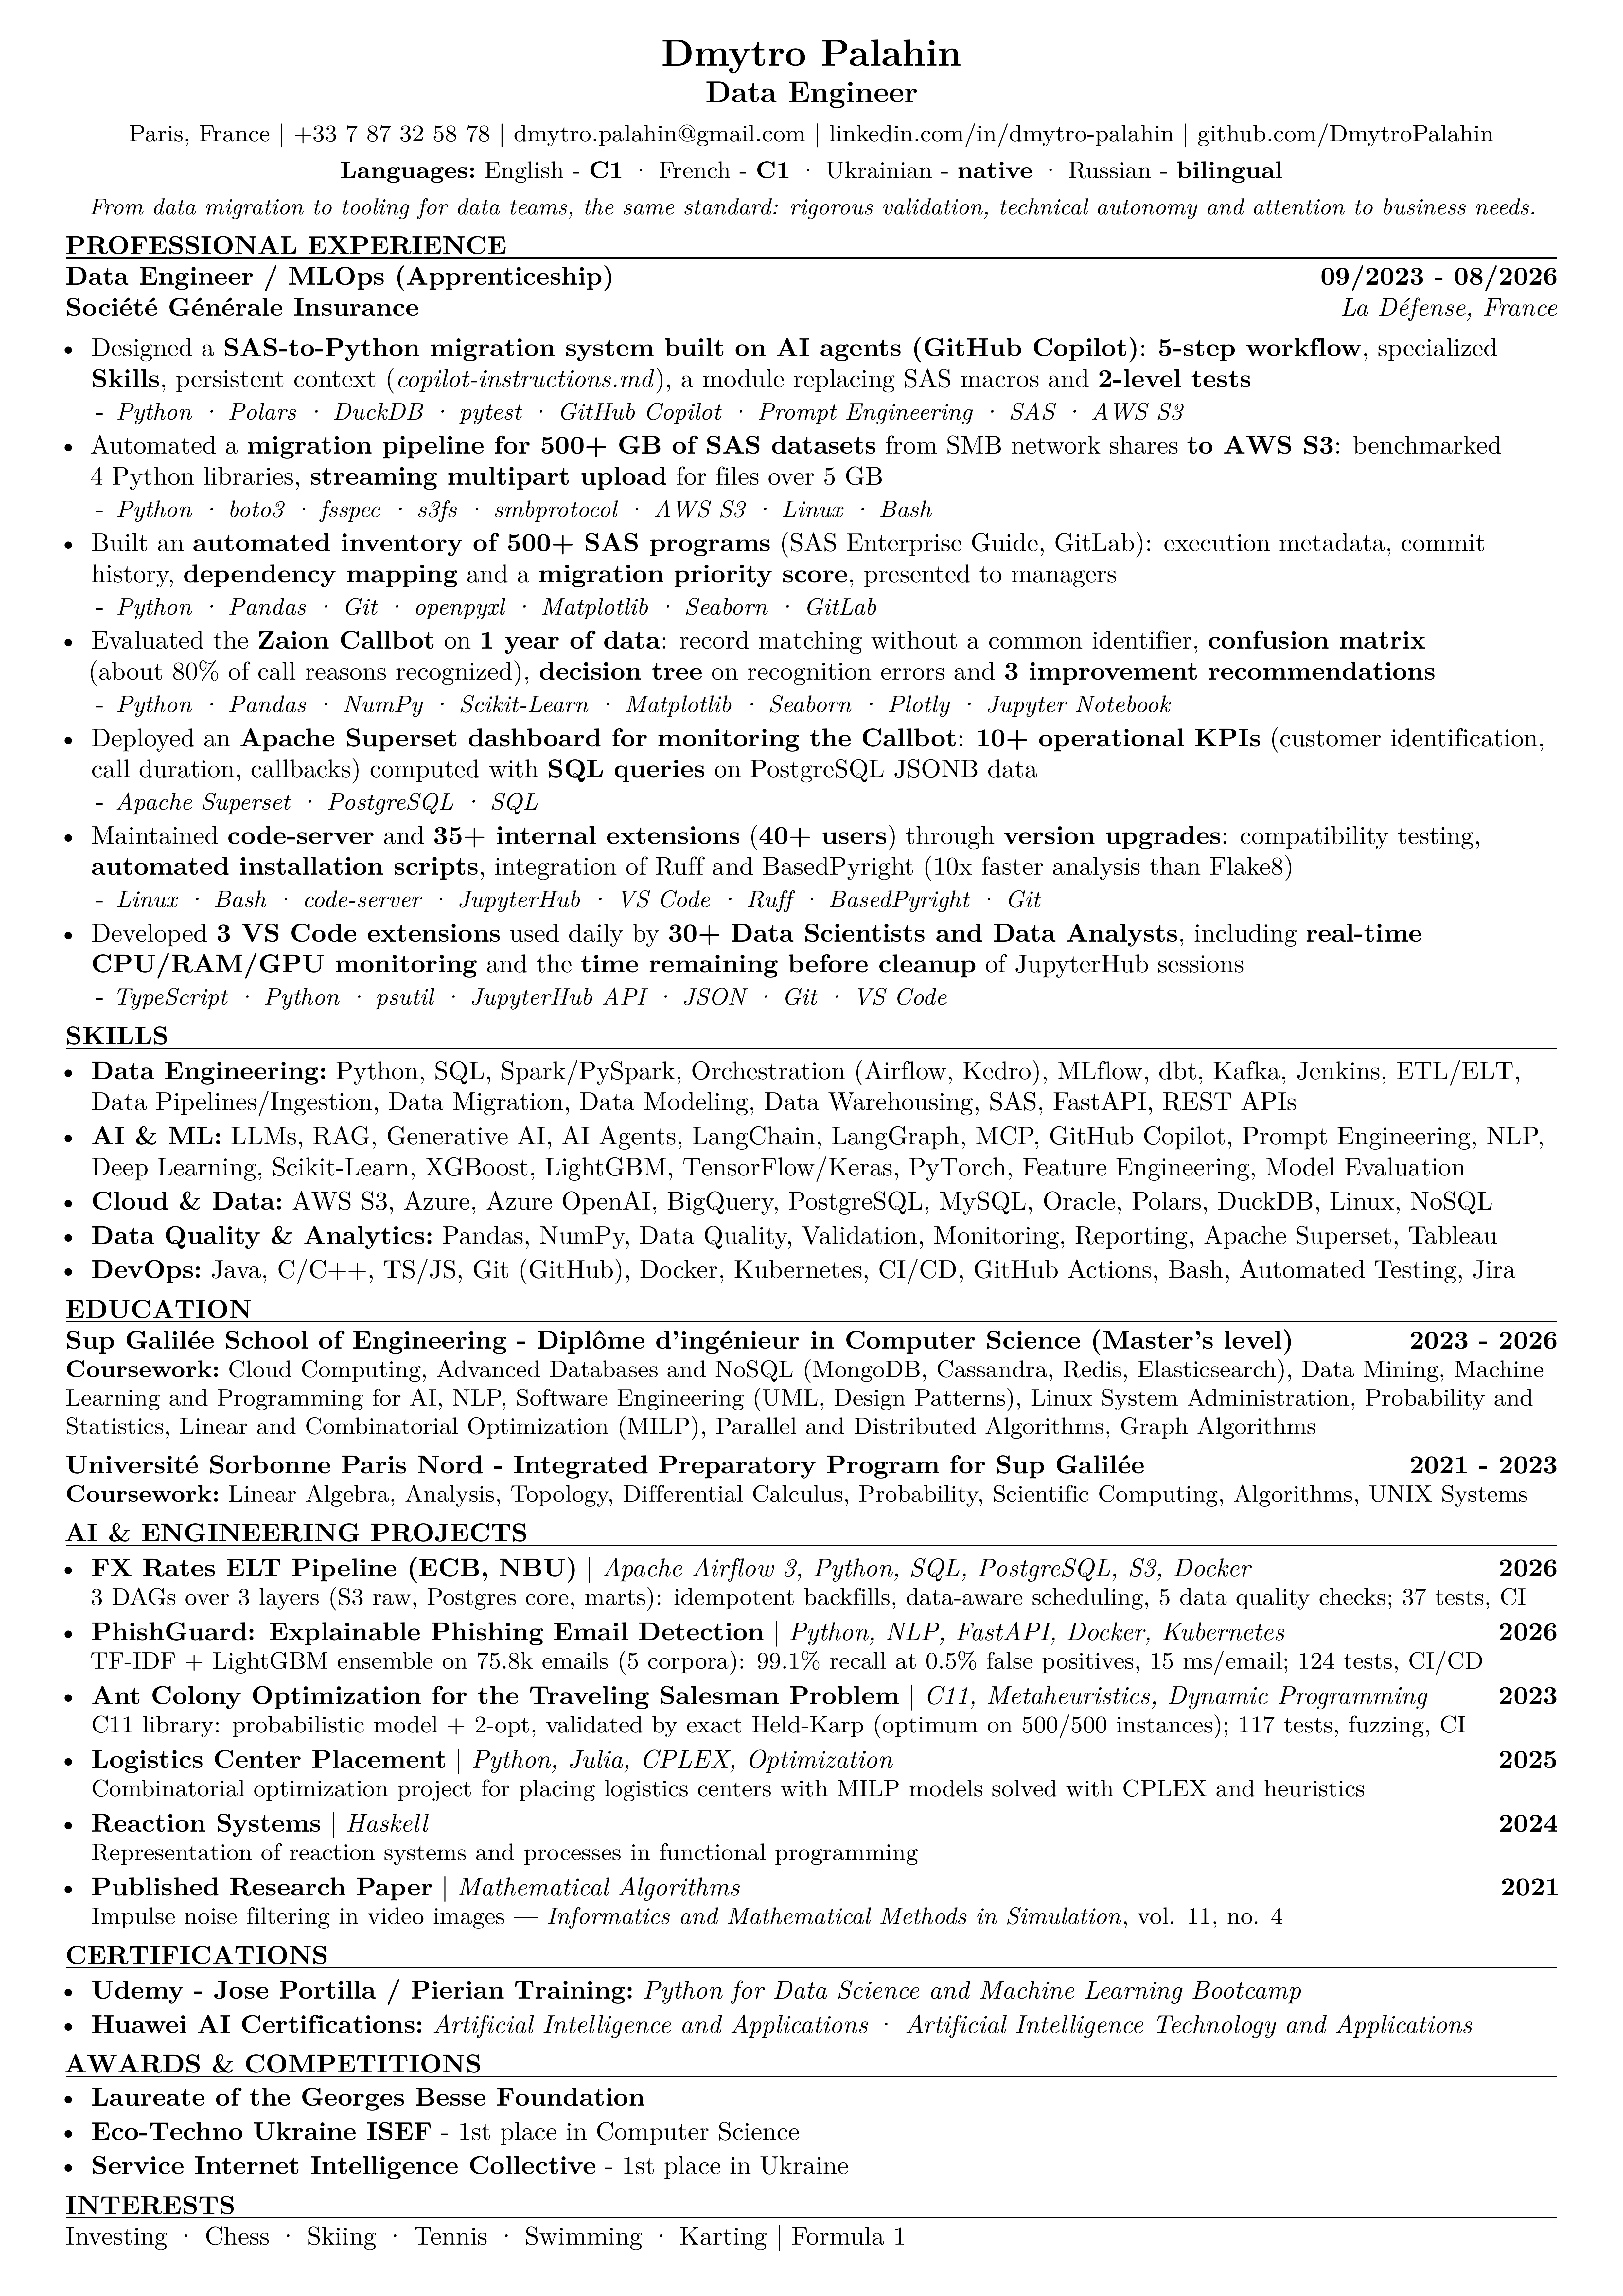 Dmytro Palahin
Data Engineer
Paris, France | +33 7 87 32 58 78 | dmytro.palahin@gmail.com | linkedin.com/in/dmytro-palahin | github.com/DmytroPalahin
Languages: English - C1 · French - C1 · Ukrainian - native · Russian - bilingual
From data migration to tooling for data teams, the same standard: rigorous validation, technical autonomy and attention to business needs.
PROFESSIONAL EXPERIENCE
Data Engineer / MLOps (Apprenticeship) 09/2023 - 08/2026
Société Générale Insurance La Défense, France
• Designed a SAS-to-Python migration system built on AI agents (GitHub Copilot): 5-step workflow, specialized
Skills, persistent context (copilot-instructions.md), a module replacing SAS macros and 2-level tests
- Python · Polars · DuckDB · pytest · GitHub Copilot · Prompt Engineering · SAS · AWS S3
• Automated a migration pipeline for 500+ GB of SAS datasets from SMB network shares to AWS S3: benchmarked
4 Python libraries, streaming multipart upload for files over 5 GB
- Python · boto3 · fsspec · s3fs · smbprotocol · AWS S3 · Linux · Bash
• Built an automated inventory of 500+ SAS programs (SAS Enterprise Guide, GitLab): execution metadata, commit
history, dependency mapping and a migration priority score, presented to managers
- Python · Pandas · Git · openpyxl · Matplotlib · Seaborn · GitLab
• Evaluated the Zaion Callbot on 1 year of data: record matching without a common identifier, confusion matrix
(about 80% of call reasons recognized), decision tree on recognition errors and 3 improvement recommendations
- Python · Pandas · NumPy · Scikit-Learn · Matplotlib · Seaborn · Plotly · Jupyter Notebook
• Deployed an Apache Superset dashboard for monitoring the Callbot: 10+ operational KPIs (customer identification,
call duration, callbacks) computed with SQL queries on PostgreSQL JSONB data
- Apache Superset · PostgreSQL · SQL
• Maintained code-server and 35+ internal extensions (40+ users) through version upgrades: compatibility testing,
automated installation scripts, integration of Ruff and BasedPyright (10x faster analysis than Flake8)
- Linux · Bash · code-server · JupyterHub · VS Code · Ruff · BasedPyright · Git
• Developed 3 VS Code extensions used daily by 30+ Data Scientists and Data Analysts, including real-time
CPU/RAM/GPU monitoring and the time remaining before cleanup of JupyterHub sessions
- TypeScript · Python · psutil · JupyterHub API · JSON · Git · VS Code
SKILLS
• Data Engineering: Python, SQL, Spark/PySpark, Orchestration (Airflow, Kedro), MLflow, dbt, Kafka, Jenkins, ETL/ELT,
Data Pipelines/Ingestion, Data Migration, Data Modeling, Data Warehousing, SAS, FastAPI, REST APIs
• AI & ML: LLMs, RAG, Generative AI, AI Agents, LangChain, LangGraph, MCP, GitHub Copilot, Prompt Engineering, NLP,
Deep Learning, Scikit-Learn, XGBoost, LightGBM, TensorFlow/Keras, PyTorch, Feature Engineering, Model Evaluation
• Cloud & Data: AWS S3, Azure, Azure OpenAI, BigQuery, PostgreSQL, MySQL, Oracle, Polars, DuckDB, Linux, NoSQL
• Data Quality & Analytics: Pandas, NumPy, Data Quality, Validation, Monitoring, Reporting, Apache Superset, Tableau
• DevOps: Java, C/C++, TS/JS, Git (GitHub), Docker, Kubernetes, CI/CD, GitHub Actions, Bash, Automated Testing, Jira
EDUCATION
Sup Galilée School of Engineering - Diplôme d'ingénieur in Computer Science (Master's level) 2023 - 2026
Coursework: Cloud Computing, Advanced Databases and NoSQL (MongoDB, Cassandra, Redis, Elasticsearch), Data Mining, Machine
Learning and Programming for AI, NLP, Software Engineering (UML, Design Patterns), Linux System Administration, Probability and
Statistics, Linear and Combinatorial Optimization (MILP), Parallel and Distributed Algorithms, Graph Algorithms
Université Sorbonne Paris Nord - Integrated Preparatory Program for Sup Galilée 2021 - 2023
Coursework: Linear Algebra, Analysis, Topology, Differential Calculus, Probability, Scientific Computing, Algorithms, UNIX Systems
AI & ENGINEERING PROJECTS
• FX Rates ELT Pipeline (ECB, NBU) | Apache Airflow 3, Python, SQL, PostgreSQL, S3, Docker 2026
3 DAGs over 3 layers (S3 raw, Postgres core, marts): idempotent backfills, data-aware scheduling, 5 data quality checks; 37 tests, CI
• PhishGuard: Explainable Phishing Email Detection | Python, NLP, FastAPI, Docker, Kubernetes 2026
TF-IDF + LightGBM ensemble on 75.8k emails (5 corpora): 99.1% recall at 0.5% false positives, 15 ms/email; 124 tests, CI/CD
• Ant Colony Optimization for the Traveling Salesman Problem | C11, Metaheuristics, Dynamic Programming 2023
C11 library: probabilistic model + 2-opt, validated by exact Held-Karp (optimum on 500/500 instances); 117 tests, fuzzing, CI
• Logistics Center Placement | Python, Julia, CPLEX, Optimization 2025
Combinatorial optimization project for placing logistics centers with MILP models solved with CPLEX and heuristics
• Reaction Systems | Haskell 2024
Representation of reaction systems and processes in functional programming
• Published Research Paper | Mathematical Algorithms 2021
Impulse noise filtering in video images — Informatics and Mathematical Methods in Simulation, vol. 11, no. 4
CERTIFICATIONS
• Udemy - Jose Portilla / Pierian Training: Python for Data Science and Machine Learning Bootcamp
• Huawei AI Certifications: Artificial Intelligence and Applications · Artificial Intelligence Technology and Applications
AWARDS & COMPETITIONS
• Laureate of the Georges Besse Foundation
• Eco-Techno Ukraine ISEF - 1st place in Computer Science
• Service Internet Intelligence Collective - 1st place in Ukraine
INTERESTS
Investing · Chess · Skiing · Tennis · Swimming · Karting | Formula 1